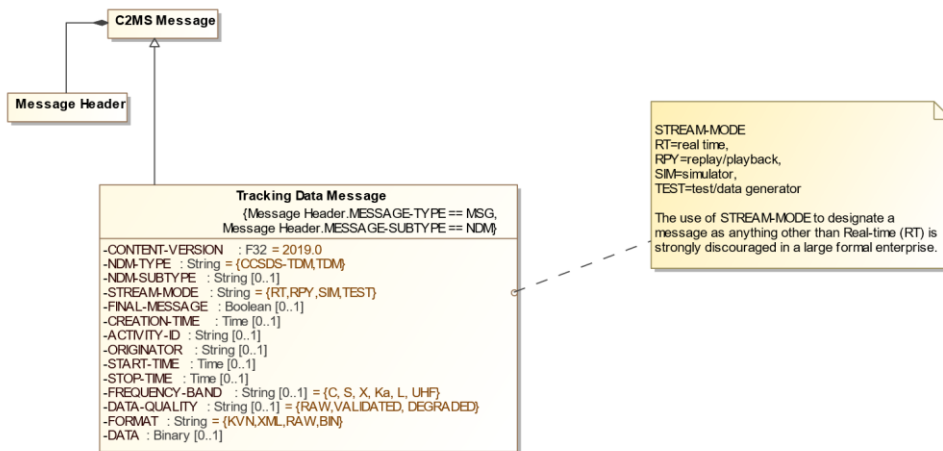 C2MS Message
Message Header
Tracking Data Message
{Message Header.MESSAGE-TYPE == MSG,
Message Header.MESSAGE-SUBTYPE == NDM}
-CONTENT-VERSION : F32 = 2019.0
-NDM-TYPE : String = {CCSDS-TDM,TDM}
-NDM-SUBTYPE : String [0..1]
-STREAM-MODE : String = {RT,RPY,SIM,TEST}
-FINAL-MESSAGE : Boolean [0..1]
-CREATION-TIME : Time [0..1]
-ACTIVITY-ID : String [0..1]
-ORIGINATOR : String [0..1]
-START-TIME : Time [0..1]
-STOP-TIME : Time [0..1]
-FREQUENCY-BAND : String [0..1] = {C, S, X, Ka, L, UHF}
-DATA-QUALITY : String [0..1] = {RAW,VALIDATED, DEGRADED}
-FORMAT : String = {KVN,XML,RAW,BIN}
-DATA : Binary [0..1]
STREAM-MODE
RT=real time,
RPY=replay/playback,
SIM=simulator,
TEST=test/data generator
The use of STREAM-MODE to designate a
message as anything other than Real-time (RT) is
strongly discouraged in a large formal enterprise.